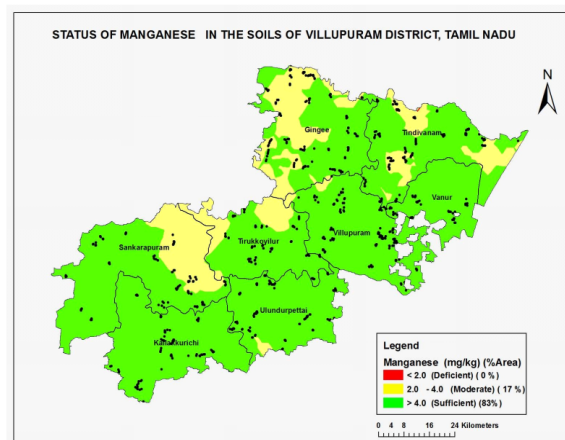 STATUS OF MANGANESE IN THE SOILS OF VILLUPURAM DISTRICT, TAMIL NADU
N
Gingee
Tindivanam
Vanur
Sankarapuram
Tirukkovilur
Villupuram
Ulundurpettai
Kallakkurichi
Legend
Manganese (mg/kg) (%Area)
< 2.0 (Deficient) ( 0 %)
2.0 - 4.0 (Moderate) ( 17 %)
> 4.0 (Sufficient) (83%)
0 4 8 16 24 Kilometers